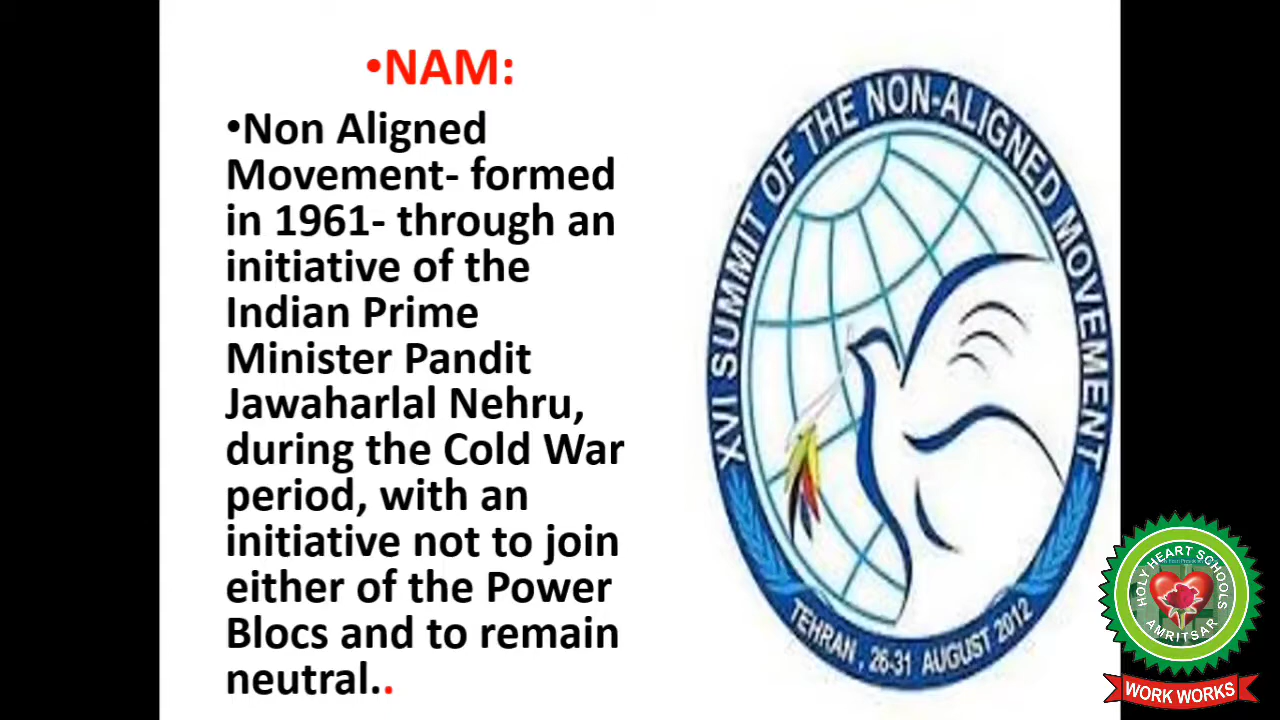 •NAM:
•Non Aligned
Movement- formed
in 1961- through an
initiative of the
Indian Prime
Minister Pandit
Jawaharlal Nehru,
during the Cold War
period, with an
initiative not to join
either of the Power
Blocs and to remain
neutral..
XVI SUMMIT OF THE NON-ALIGNED MOVEMENT
TEHRAN, 26-31 AUGUST 2012
HOLY HEART SCHOOLS
AMRITSAR
WORK WORKS